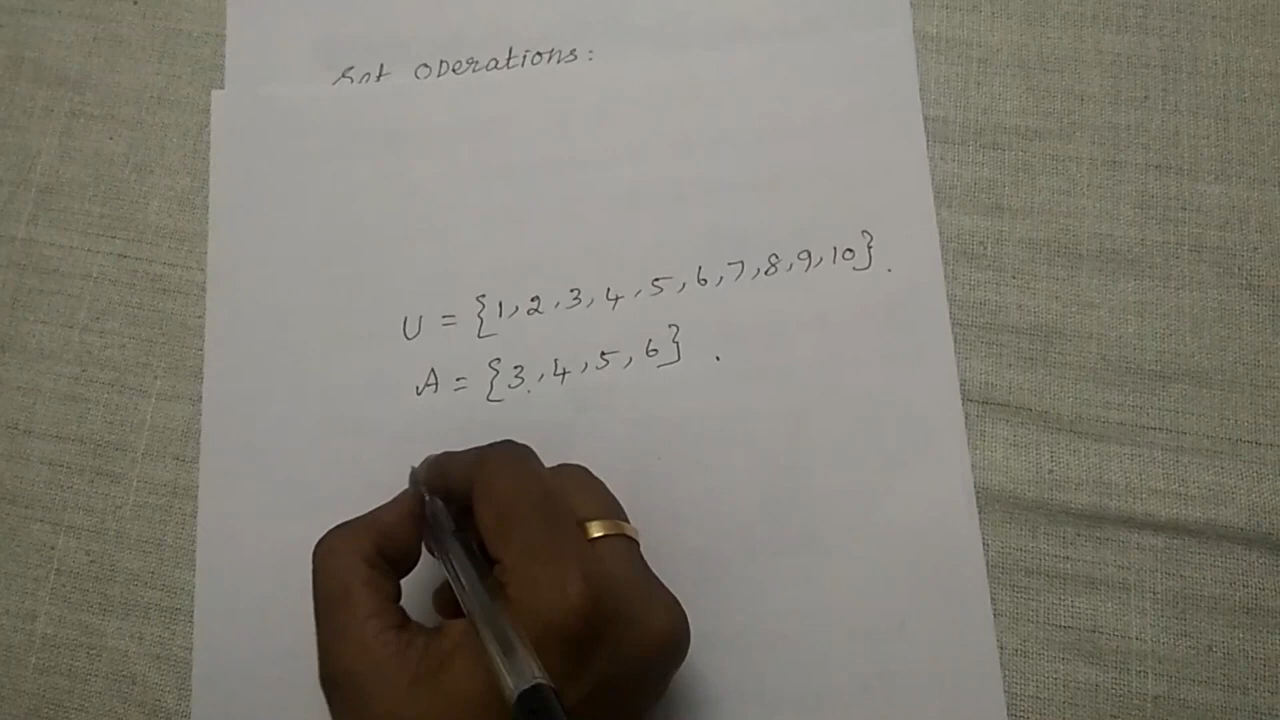 Set Operations:
U = {1, 2, 3, 4, 5, 6, 7, 8, 9, 10}.
A = {3, 4, 5, 6}.